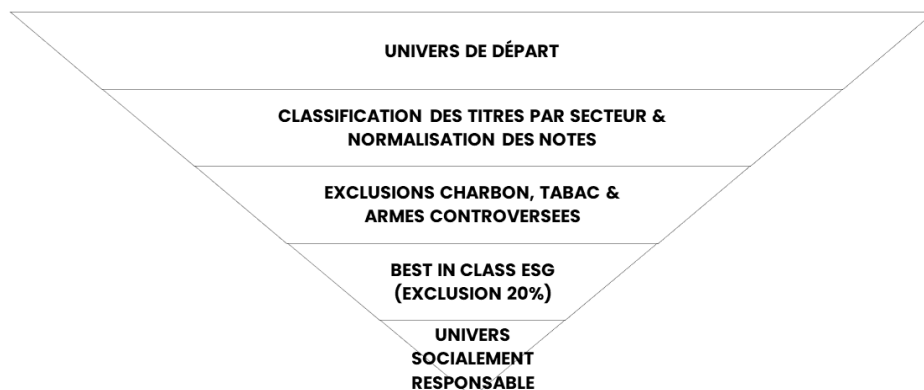 UNIVERS DE DÉPART
CLASSIFICATION DES TITRES PAR SECTEUR &
NORMALISATION DES NOTES
EXCLUSIONS CHARBON, TABAC &
ARMES CONTROVERSEES
BEST IN CLASS ESG
(EXCLUSION 20%)
UNIVERS
SOCIALEMENT
RESPONSABLE